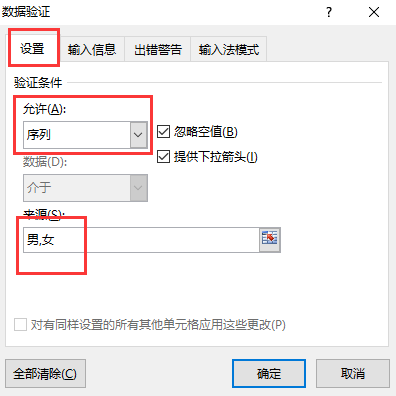 数据验证 ?
设置 输入信息 出错警告 输入法模式
验证条件
允许(A):
序列 忽略空值(B)
数据(D): 提供下拉箭头(I)
介于
来源(S):
男,女
对有同样设置的所有其他单元格应用这些更改(P)
全部清除(C) 确定 取消